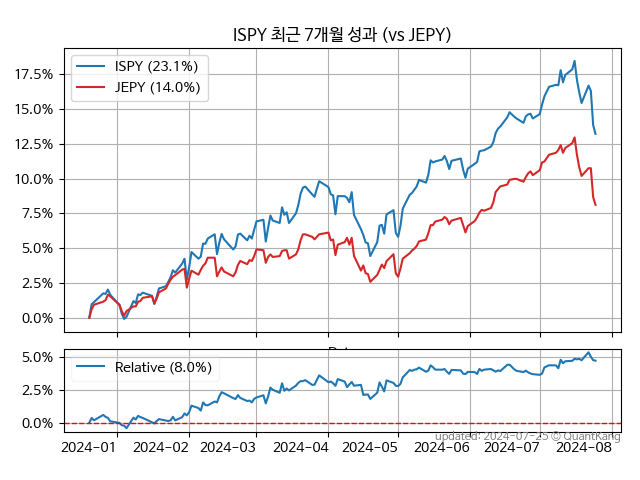 ISPY 최근 7개월 성과 (vs JEPY)
ISPY (23.1%)
JEPY (14.0%)
17.5%
15.0%
12.5%
10.0%
7.5%
5.0%
2.5%
0.0%
Relative (8.0%)
5.0%
2.5%
0.0%
2024-01 2024-02 2024-03 2024-04 2024-05 2024-06 2024-07 2024-08
updated: 2024-07-25 © QuantKang